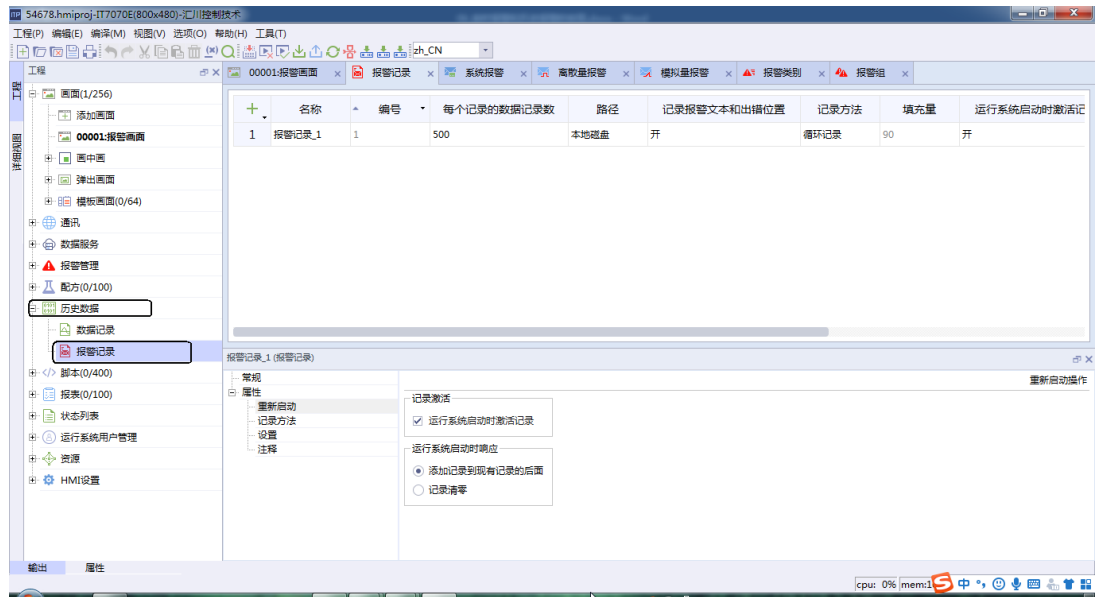 54678.hmiproj-IT7070E(800x480)-汇川控制技术
工程(P) 编辑(E) 编译(M) 视图(V) 选项(O) 帮助(H) 工具(T)
zh_CN
工程
00001:报警画面 报警记录 系统报警 离散量报警 模拟量报警 报警类别 报警组
工程
详细视图
画面(1/256)
添加画面
00001:报警画面
画中画
弹出画面
模板画面(0/64)
通讯
数据服务
报警管理
配方(0/100)
历史数据
数据记录
报警记录
脚本(0/400)
报表(0/100)
状态列表
运行系统用户管理
资源
HMI设置
名称 编号 每个记录的数据记录数 路径 记录报警文本和出错位置 记录方法 填充量 运行系统启动时激活记
1 报警记录_1 1 500 本地磁盘 开 循环记录 90 开
报警记录_1 (报警记录)
常规
属性
重新启动
记录方法
设置
注释
重新启动操作
记录激活
运行系统启动时激活记录
运行系统启动时响应
添加记录到现有记录的后面
记录清零
输出 属性
cpu: 0% mem:1
中